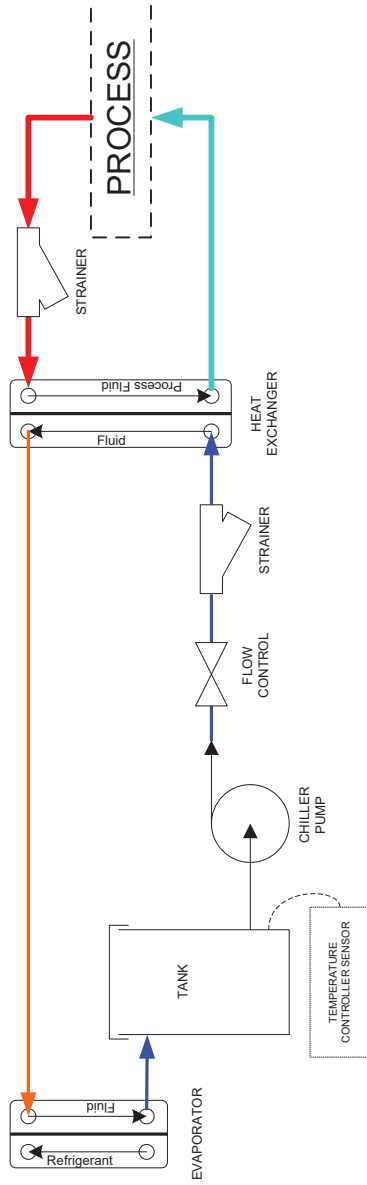 Refrigerant
Fluid
EVAPORATOR
TANK
TEMPERATURE
CONTROLLER SENSOR
CHILLER
PUMP
FLOW
CONTROL
STRAINER
Fluid
Process Fluid
HEAT
EXCHANGER
STRAINER
PROCESS